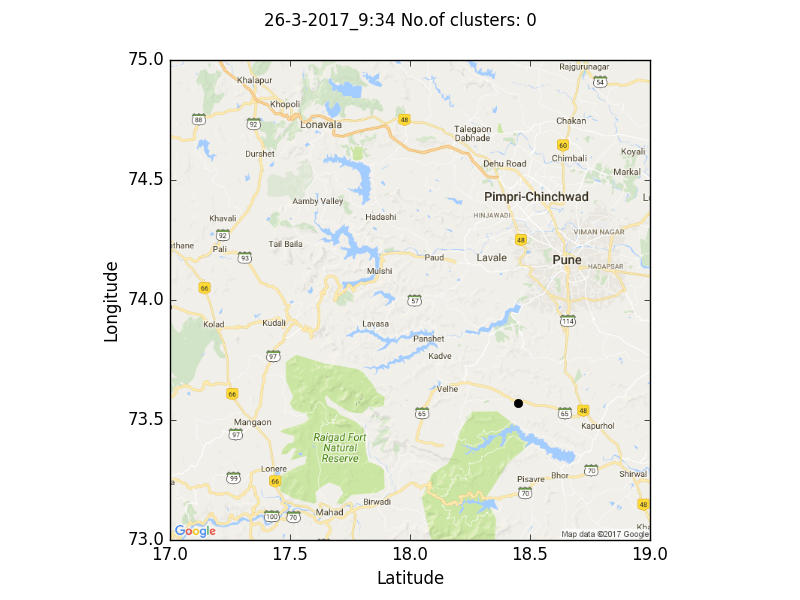 26-3-2017_9:34 No.of clusters: 0
75.0
Rajgurunagar
Khalapur
54
Khopoli
88
92
Lonavala
48
Chakan
Talegaon
Dabhade
60
Durshet
Dehu Road
Chimbali
Koyali
Markal
74.5
Aamby Valley
Pimpri-Chinchwad
Khavali
Hadashi
HINJAWADI
92
Tail Baila
48
VIMAN NAGAR
thane
Pali
93
Paud
Lavale
Pune
HADAPSAR
Mulshi
66
74.0
57
Kolad
Kudali
Lavasa
114
Panshet
97
Kadve
66
Velhe
73.5
65
65
48
Mangaon
Kapurhol
97
Raigad Fort
Natural
Reserve
99
Lonere
66
Pisavre
Bhor
70
Shirwal
70
Birwadi
48
100
70
Mahad
Google
Map data ©2017 Google
73.0
17.0
17.5
18.0
18.5
19.0
Latitude
Longitude